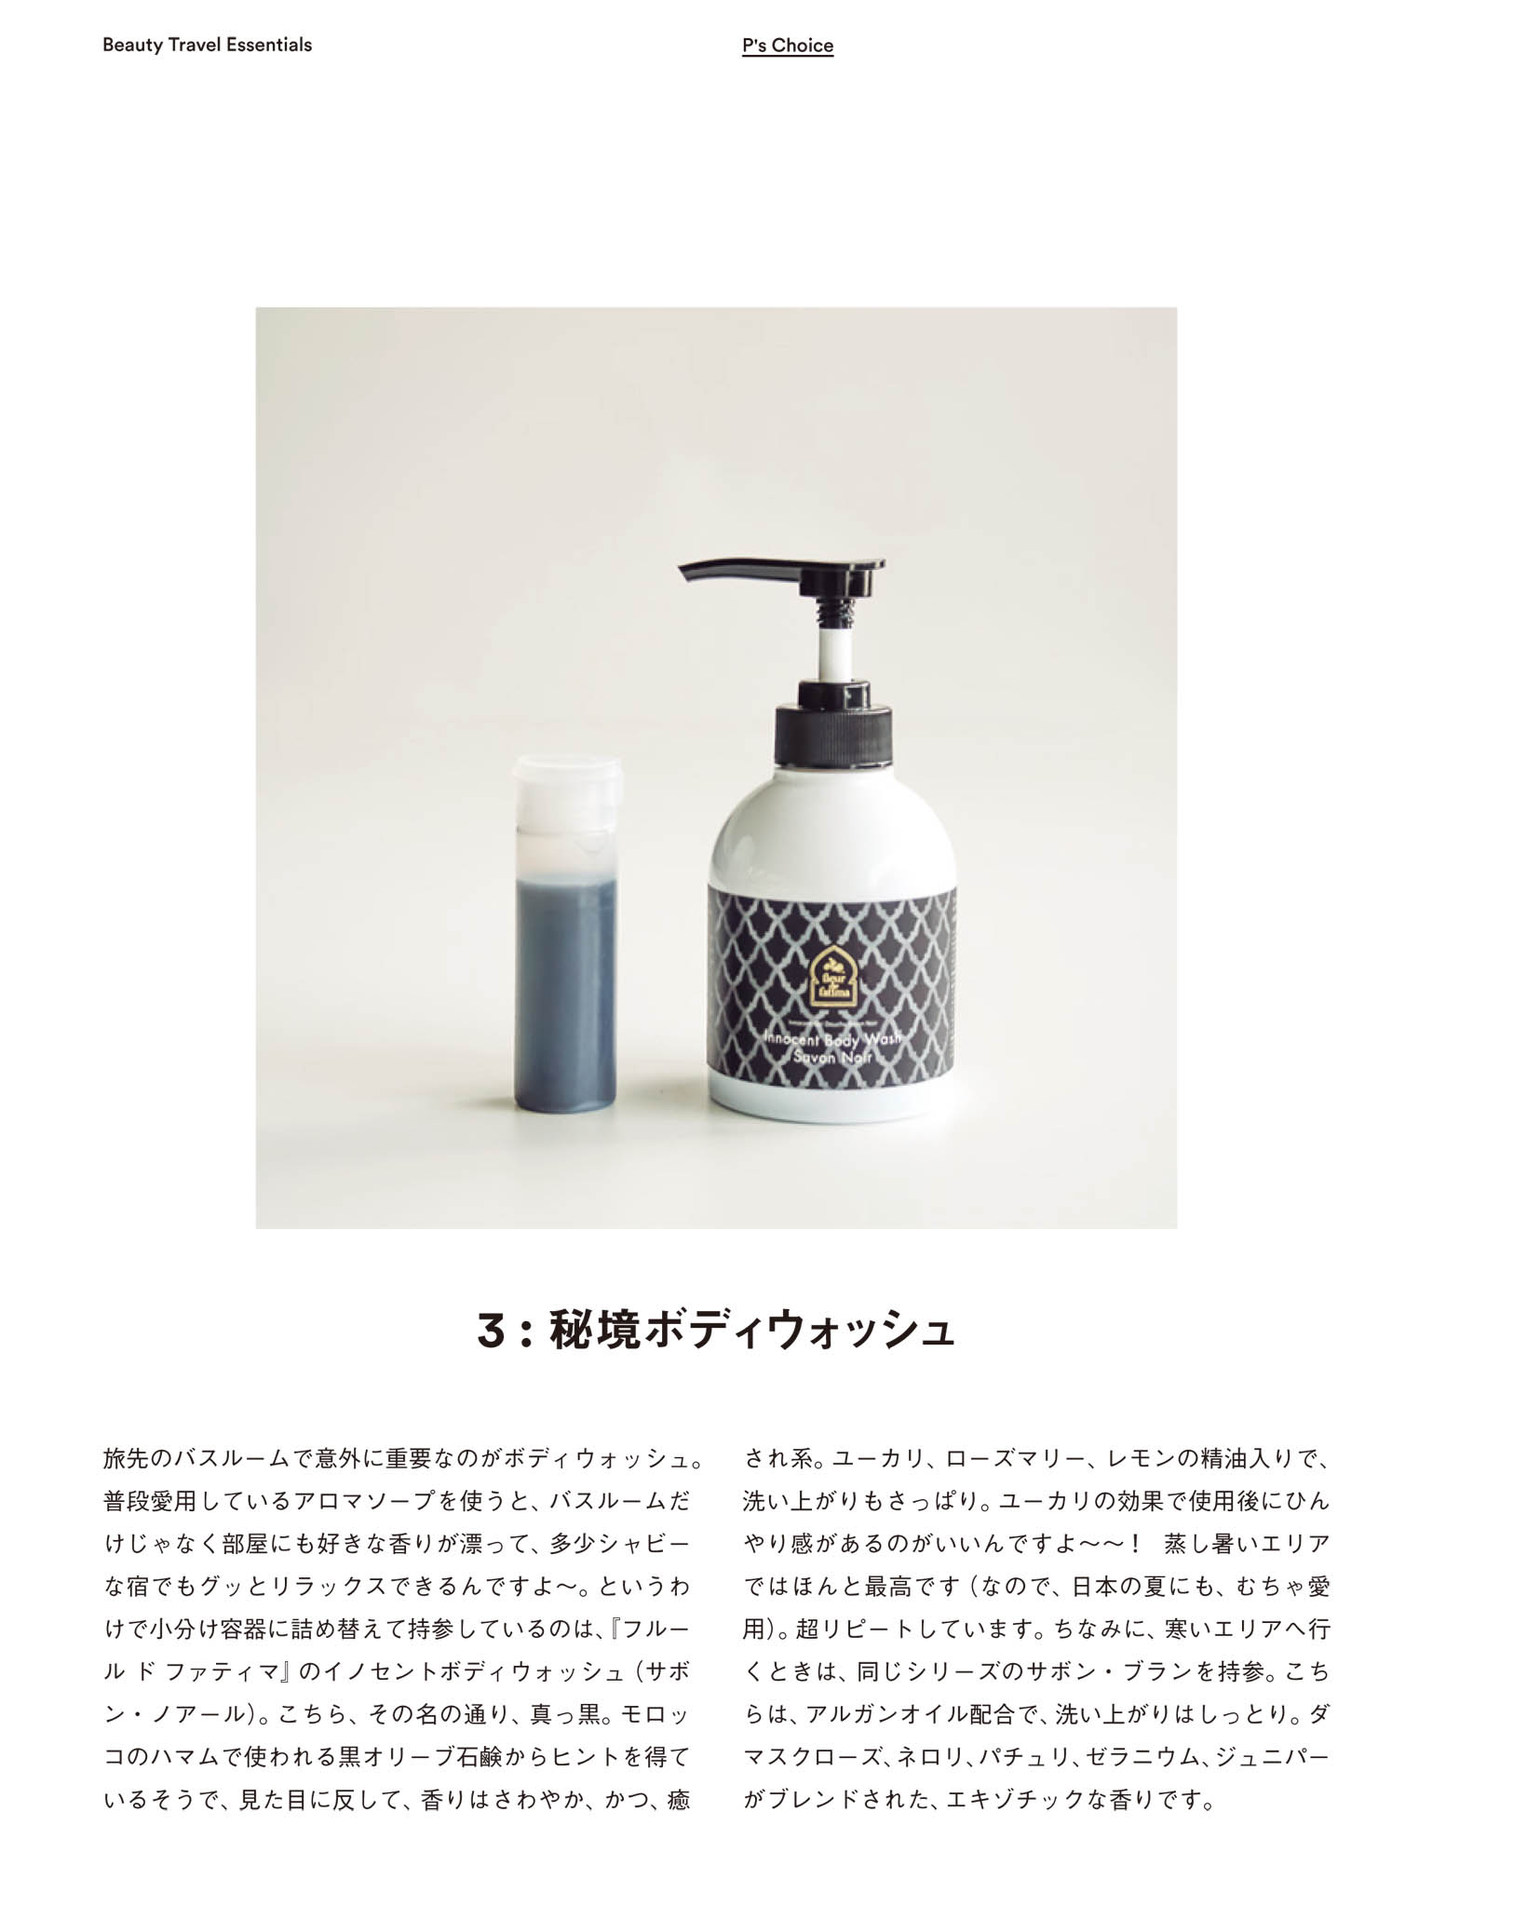 Beauty Travel Essentials
P's Choice
fleur
de
fatima
Innocent Body Wash
Savon Noir
3 : 秘境ボディウォッシュ
旅先のバスルームで意外に重要なのがボディウォッシュ。
普段愛用しているアロマソープを使うと、バスルームだ
けじゃなく部屋にも好きな香りが漂って、多少シャビー
な宿でもグッとリラックスできるんですよ〜。というわ
けで小分け容器に詰め替えて持参しているのは、『フルー
ル ド ファティマ』のイノセントボディウォッシュ（サボ
ン・ノアール）。こちら、その名の通り、真っ黒。モロッ
コのハマムで使われる黒オリーブ石鹸からヒントを得て
いるそうで、見た目に反して、香りはさわやか、かつ、癒
され系。ユーカリ、ローズマリー、レモンの精油入りで、
洗い上がりもさっぱり。ユーカリの効果で使用後にひん
やり感があるのがいいんですよ〜〜！　蒸し暑いエリア
ではほんと最高です（なので、日本の夏にも、むちゃ愛
用）。超リピートしています。ちなみに、寒いエリアへ行
くときは、同じシリーズのサボン・ブランを持参。こち
らは、アルガンオイル配合で、洗い上がりはしっとり。ダ
マスクローズ、ネロリ、パチュリ、ゼラニウム、ジュニパー
がブレンドされた、エキゾチックな香りです。